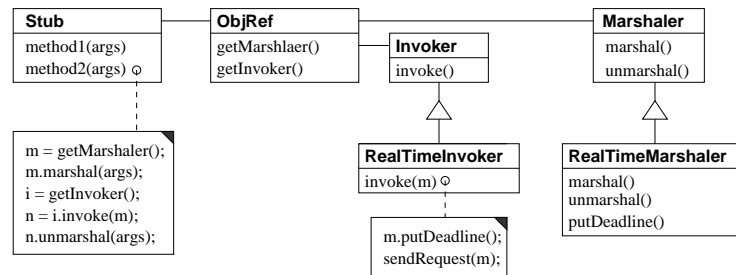 Stub
method1(args)
method2(args)
ObjRef
getMarshlaer()
getInvoker()
Invoker
invoke()
Marshaler
marshal()
unmarshal()
m = getMarshaler();
m.marshal(args);
i = getInvoker();
n = i.invoke(m);
n.unmarshal(args);
RealTimeInvoker
invoke(m)
m.putDeadline();
sendRequest(m);
RealTimeMarshaler
marshal()
unmarshal()
putDeadline()